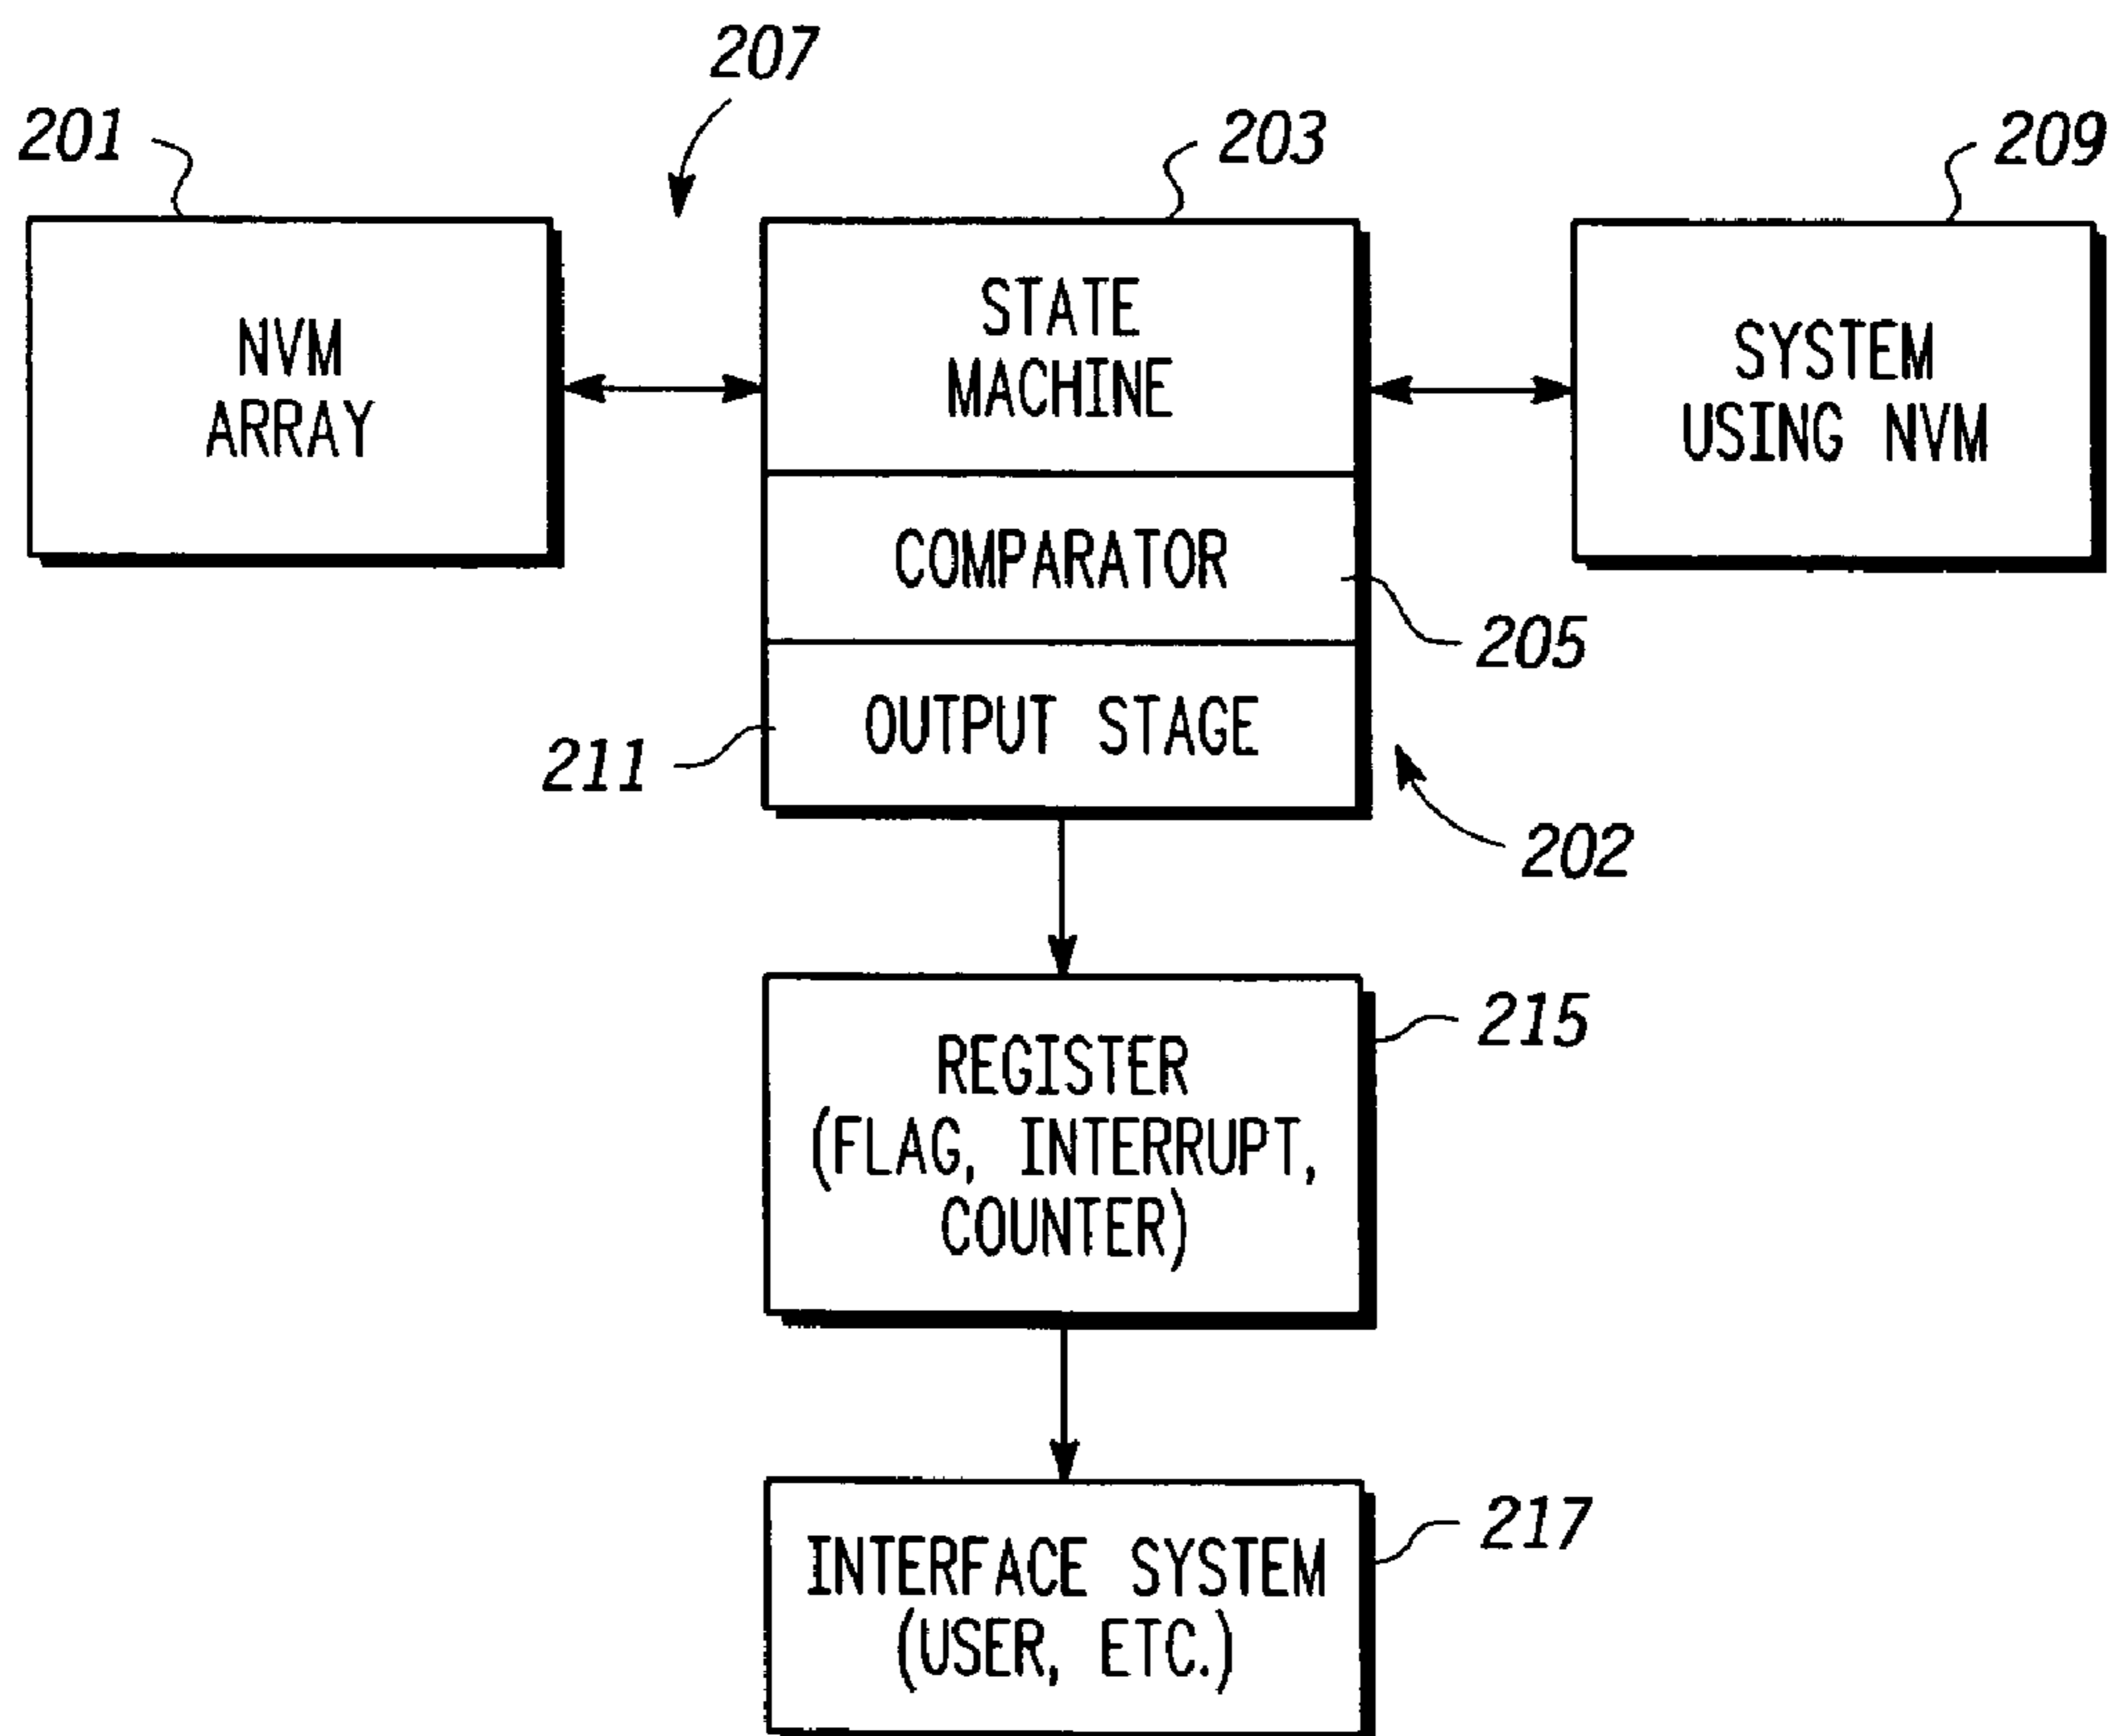 207
201
203
209
NVM
ARRAY
STATE
MACHINE
SYSTEM
USING NVM
COMPARATOR
205
OUTPUT STAGE
211
202
REGISTER
(FLAG, INTERRUPT,
COUNTER)
215
INTERFACE SYSTEM
(USER, ETC.)
217